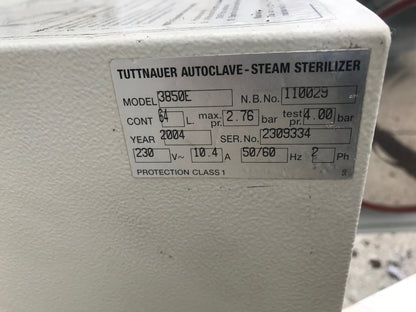 TUTTNAUER AUTOCLAVE-STEAM STERILIZER
MODEL 3850E N.B.No. 110029
CONT 64 L. max. pr. 2.76 bar test pr. 4.00 bar
YEAR 2004 SER.No. 2309334
230 V~ 10.4 A 50/60 Hz 2 Ph
PROTECTION CLASS 1